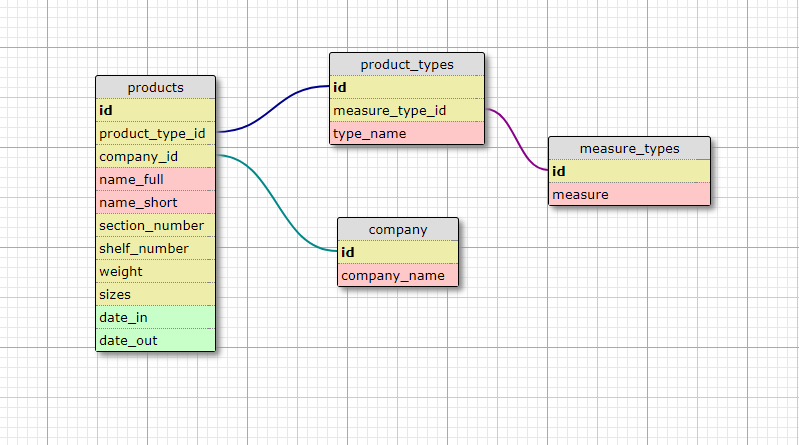 products
id
product_type_id
company_id
name_full
name_short
section_number
shelf_number
weight
sizes
date_in
date_out
product_types
id
measure_type_id
type_name
company
id
company_name
measure_types
id
measure